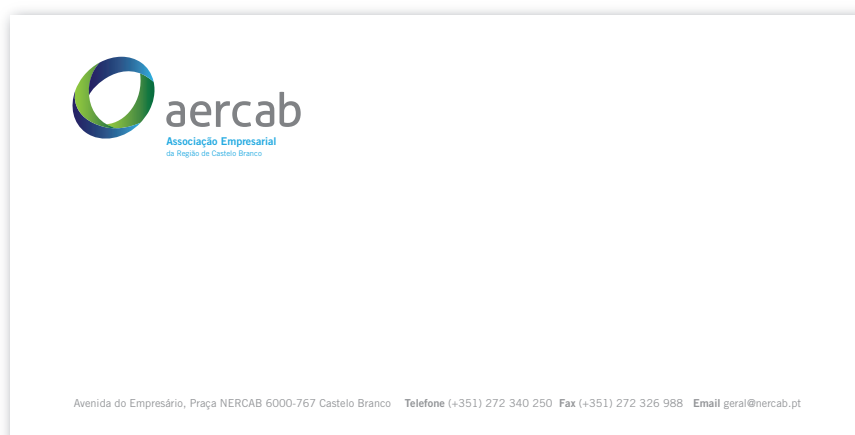 aercab
Associação Empresarial
da Região de Castelo Branco
Avenida do Empresário, Praça NERCAB 6000-767 Castelo Branco Telefone (+351) 272 340 250 Fax (+351) 272 326 988 Email geral@nercab.pt